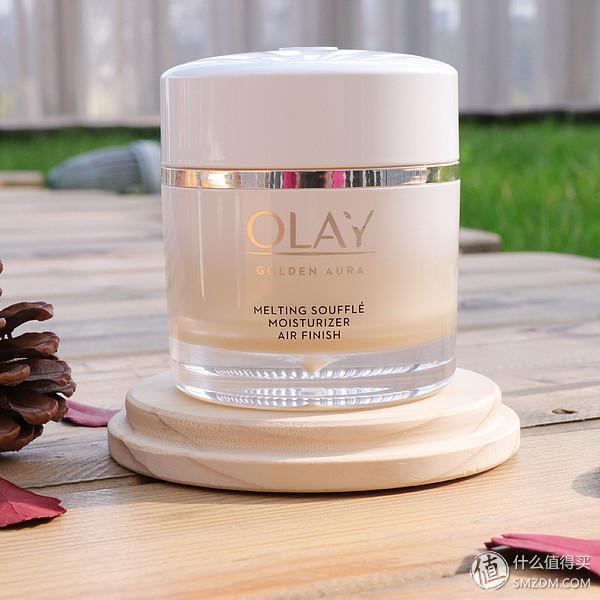 OLAY
GOLDEN AURA
MELTING SOUFFLÉ
MOISTURIZER
AIR FINISH
值 什么值得买
SMZDM.COM